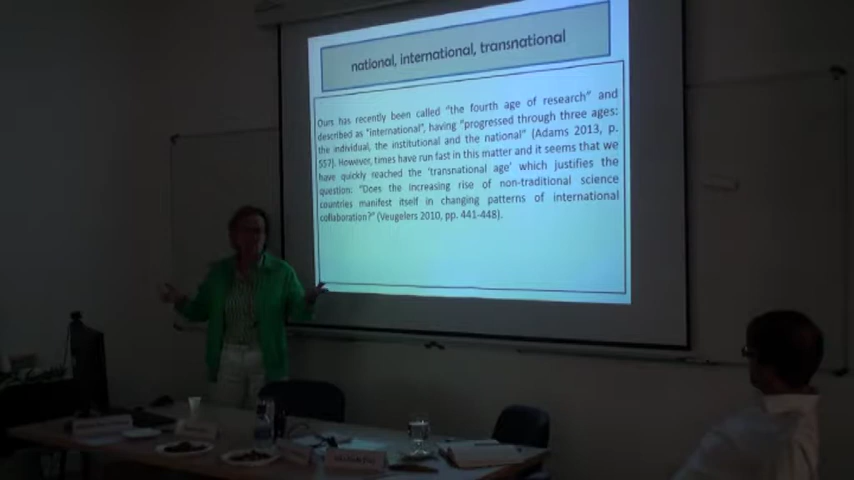 national, international, transnational
Ours has recently been called "the fourth age of research" and
described as "international", having "progressed through three ages:
the individual, the institutional and the national" (Adams 2013, p.
557). However, times have run fast in this matter and it seems that we
have quickly reached the 'transnational age' which justifies the
question: "Does the increasing rise of non-traditional science
countries manifest itself in changing patterns of international
collaboration?" (Veugelers 2010, pp. 441-448).